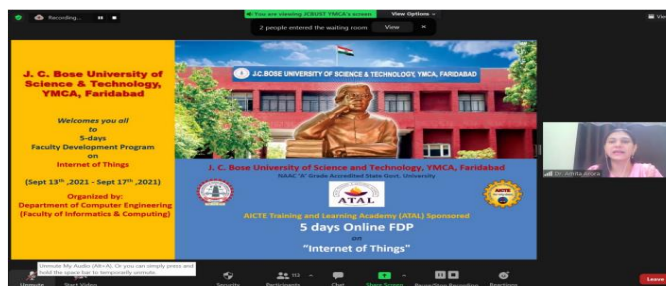 Recording...
You are viewing JCBUST YMCA's screen
View Options
2 people entered the waiting room
View
View
J. C. Bose University of
Science & Technology,
YMCA, Faridabad
Welcomes you all
to
5-days
Faculty Development Program
on
Internet of Things
(Sept 13th ,2021 - Sept 17th ,2021)
Organized by:
Department of Computer Engineering
(Faculty of Informatics & Computing)
J.C.BOSE UNIVERSITY OF SCIENCE & TECHNOLOGY, YMCA, FARIDABAD
J. C. Bose University of Science and Technology, YMCA, Faridabad
NAAC 'A' Grade Accredited State Govt. University
ATAL
AICTE
AICTE Training and Learning Academy (ATAL) Sponsored
5 days Online FDP
on
"Internet of Things"
Dr. Amita Arora
Unmute My Audio (Alt+A), Or you can simply press and
hold the space bar to temporally unmute.
Unmute
Start Video
Security
113
Participants
Chat
Share Screen
Pause/Stop Recording
Reactions
Leave